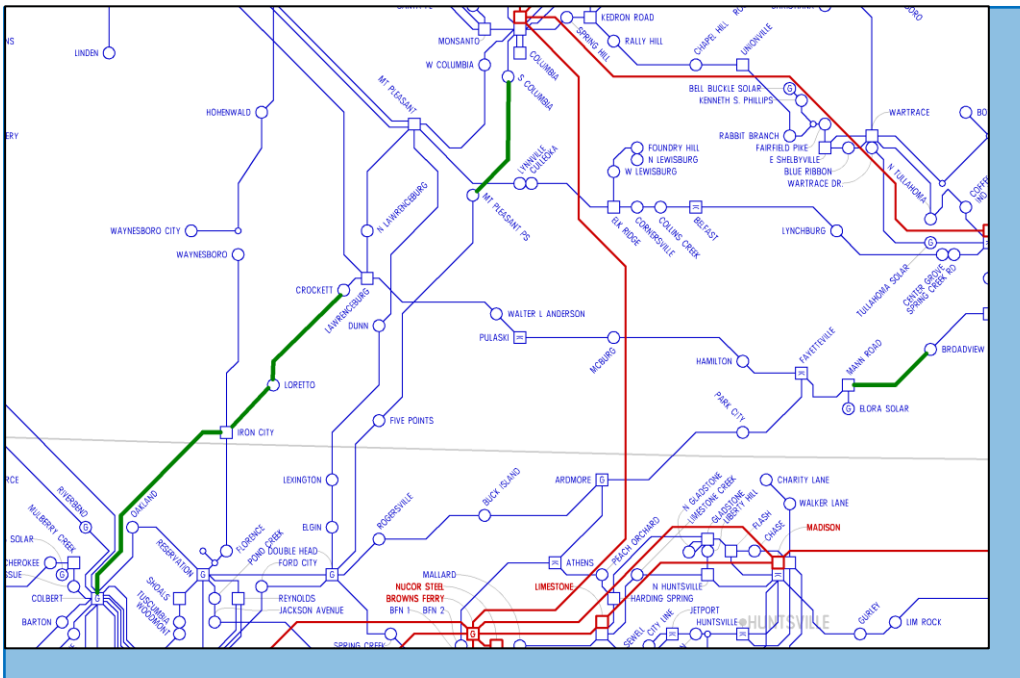 MONSANTO
COLUMBIA
SPRING HILL
KEDRON ROAD
RALLY HILL
CHAPEL HILL
UNIONVILLE
LINDEN
W COLUMBIA
S COLUMBIA
MT PLEASANT
HOHENWALD
BELL BUCKLE SOLAR
G
KENNETH S. PHILLIPS
WARTRACE
RABBIT BRANCH
FAIRFIELD PIKE
E SHELBYVILLE
BLUE RIBBON
WARTRACE DR.
N TULLAHOMA
ERY
FOUNDRY HILL
N LEWISBURG
W LEWISBURG
LYNNVILLE
CULLEOKA
MT PLEASANT PS
N LAWRENCEBURG
ELK RIDGE
CORNERSVILLE
COLLINS CREEK
BELFAST
LYNCHBURG
WAYNESBORO CITY
WAYNESBORO
TULLAHOMA SOLAR
G
CENTER GROVE
SPRING CREEK RD
CROCKETT
LAWRENCEBURG
DUNN
WALTER L ANDERSON
PULASKI
MCBURG
HAMILTON
FAYETTEVILLE
MANN ROAD
BROADVIEW
G
ELORA SOLAR
LORETTO
IRON CITY
FIVE POINTS
PARK CITY
LEXINGTON
BUCK ISLAND
ARDMORE
G
CHARITY LANE
WALKER LANE
RIVERBEND
G
OAKLAND
MULBERRY CREEK
SOLAR
G
CHEROKEE
SSUE
COLBERT
G
BARTON
RESERVATION
G
FLORENCE
POND CREEK
DOUBLE HEAD
FORD CITY
G
ELGIN
ROGERSVILLE
SHOALS
TUSCUMBIA
WOODMONT
REYNOLDS
JACKSON AVENUE
SPRING CREEK
MALLARD
NUCOR STEEL
BROWNS FERRY
BFN 1
BFN 2
G
ATHENS
PEACH ORCHARD
LIMESTONE
N GLADSTONE
LIMESTONE CREEK
GLADSTONE
LIBERTY HILL
FLASH
CHASE
MADISON
N HUNTSVILLE
HARDING SPRING
SEWELL
CITY LINE
JETPORT
HUNTSVILLE
HUNTSVILLE
GURLEY
LIM ROCK